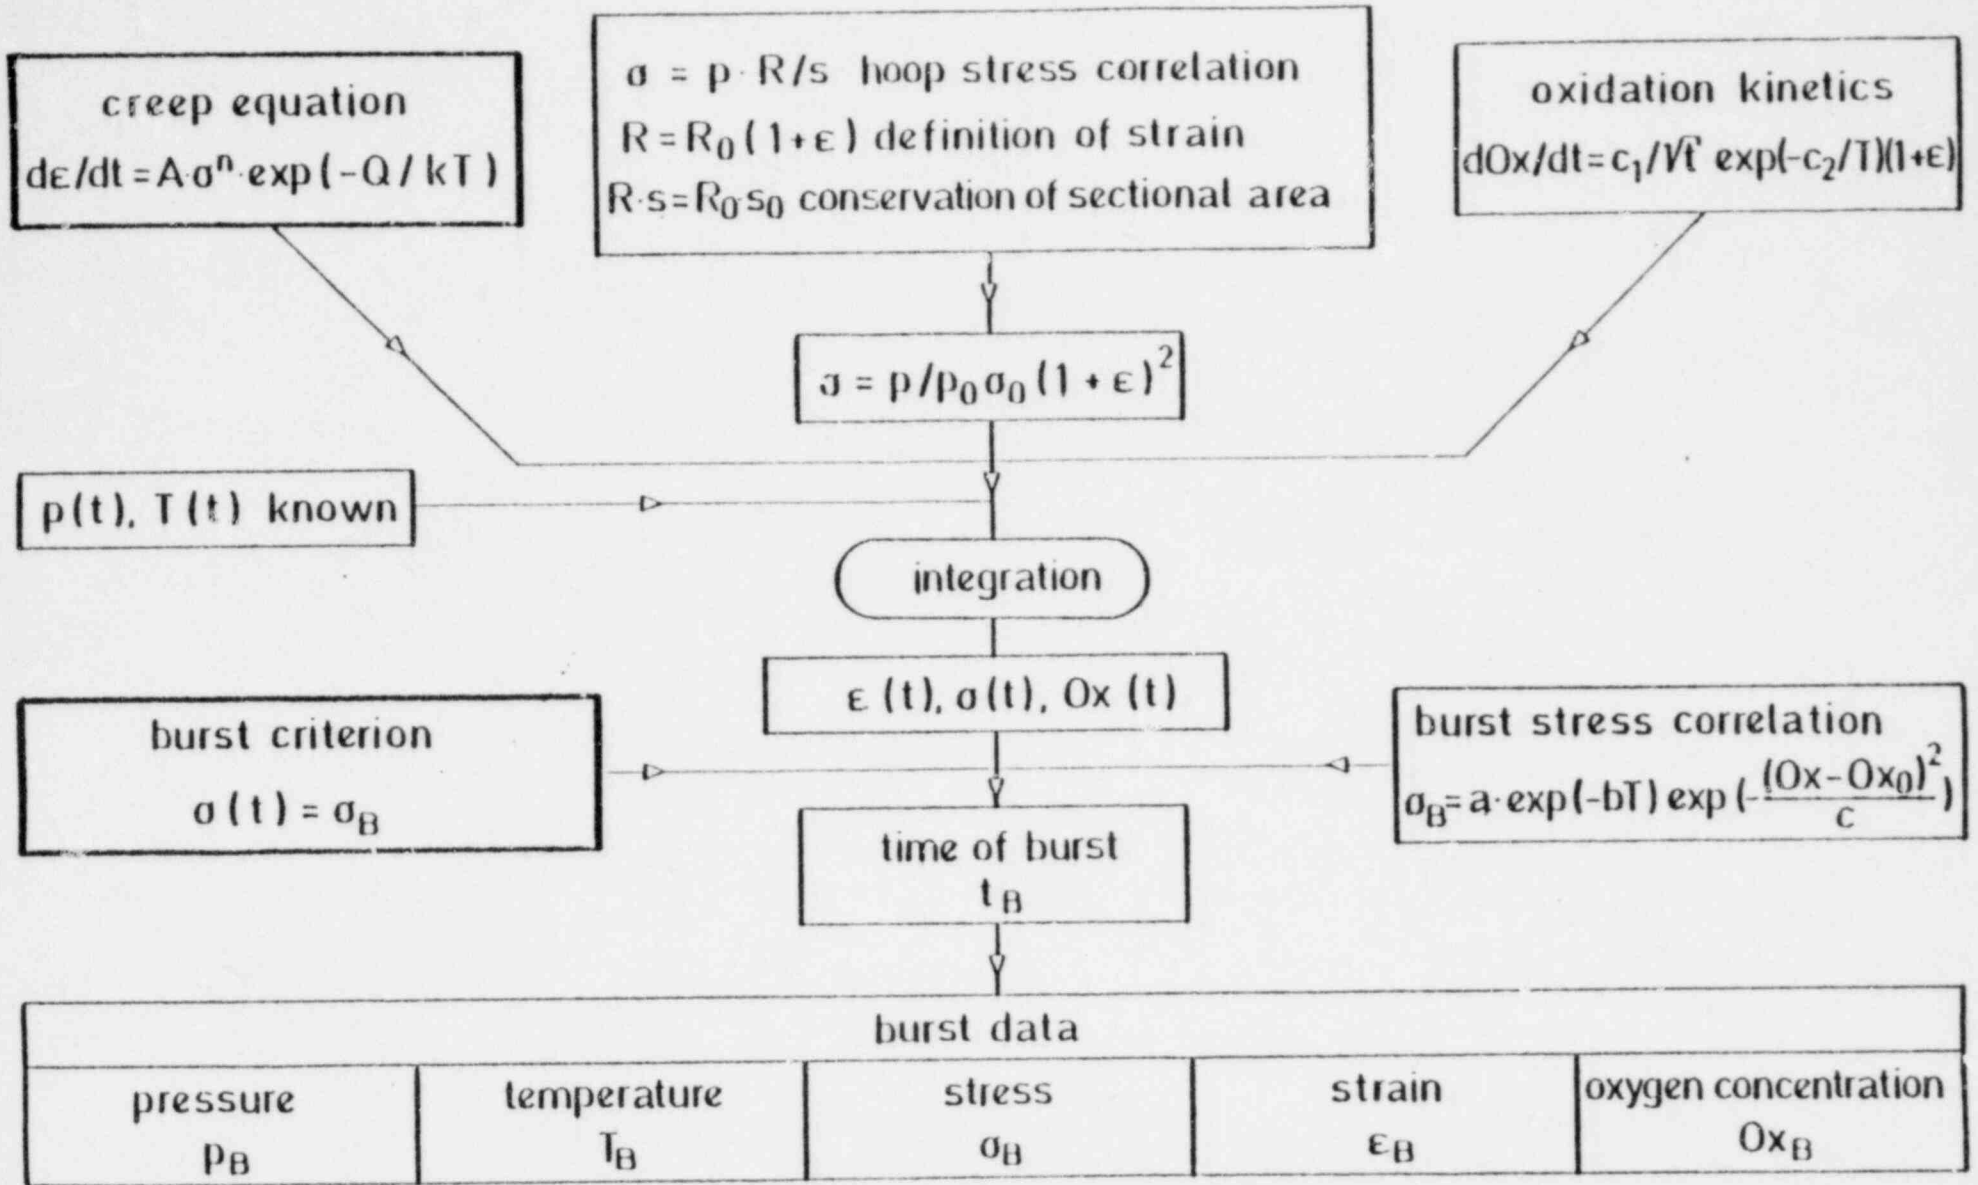 creep equation
dε/dt = A·σⁿ·exp (-Q / kT)
σ = p · R/s hoop stress correlation
R = R₀ (1+ε) definition of strain
R·s = R₀·s₀ conservation of sectional area
oxidation kinetics
dOx/dt = c₁/√t exp(-c₂/T)(1+ε)
σ = p/p₀ σ₀ (1 + ε)²
p(t), T(t) known
integration
ε (t), σ(t), Ox (t)
burst criterion
σ (t) = σ_B
burst stress correlation
σ_B = a·exp(-bT) exp (-(Ox-Ox₀)²/c)
time of burst
t_B
burst data
pressure
p_B
temperature
T_B
stress
σ_B
strain
ε_B
oxygen concentration
Ox_B